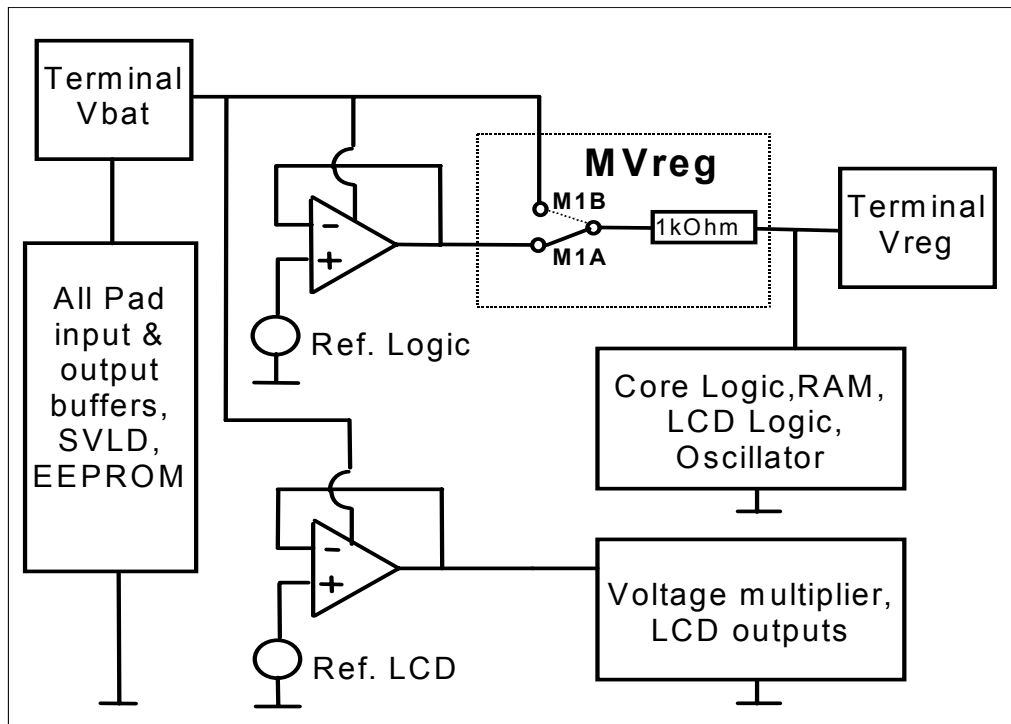 Terminal
Vbat
MVreg
M1B
M1A
1kOhm
Terminal
Vreg
-
+
Ref. Logic
All Pad
input &
output
buffers,
SVLD,
EEPROM
Core Logic,RAM,
LCD Logic,
Oscillator
-
+
Ref. LCD
Voltage multiplier,
LCD outputs